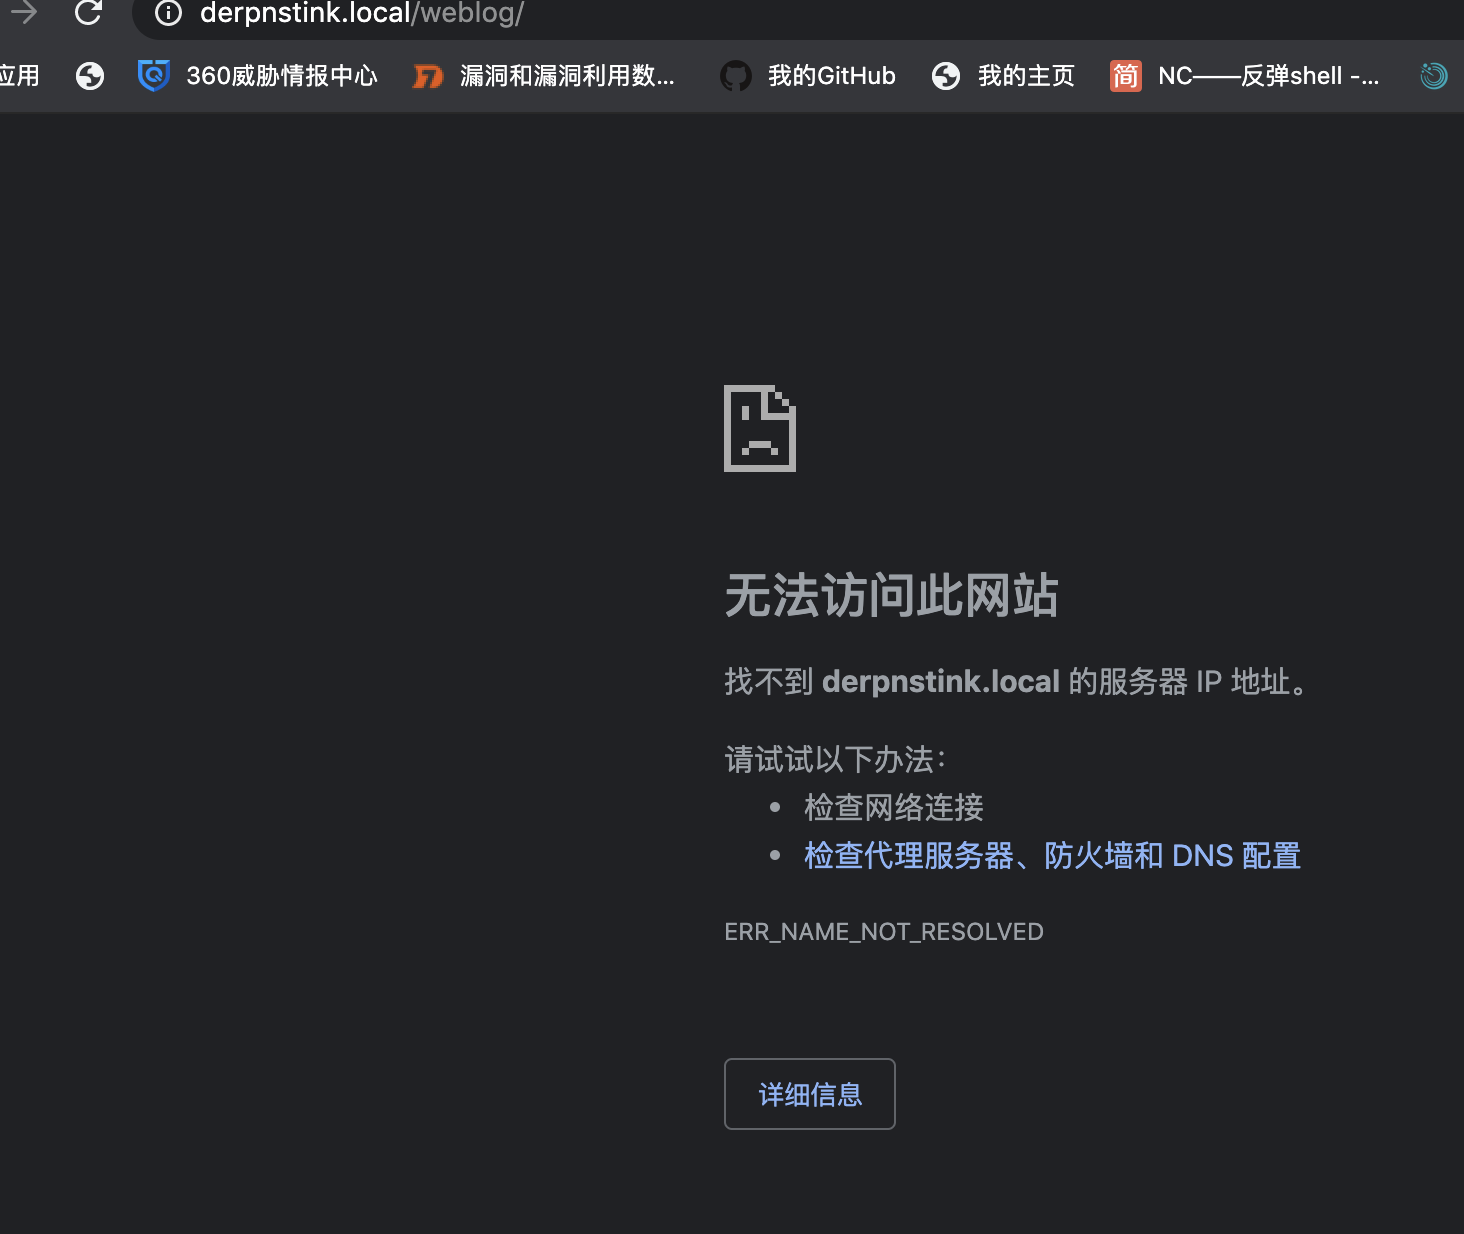 derpnstink.local/weblog/
应用 360威胁情报中心 漏洞和漏洞利用数... 我的GitHub 我的主页 简 NC——反弹shell -...
无法访问此网站
找不到 derpnstink.local 的服务器 IP 地址。
请试试以下办法：
• 检查网络连接
• 检查代理服务器、防火墙和 DNS 配置
ERR_NAME_NOT_RESOLVED
详细信息